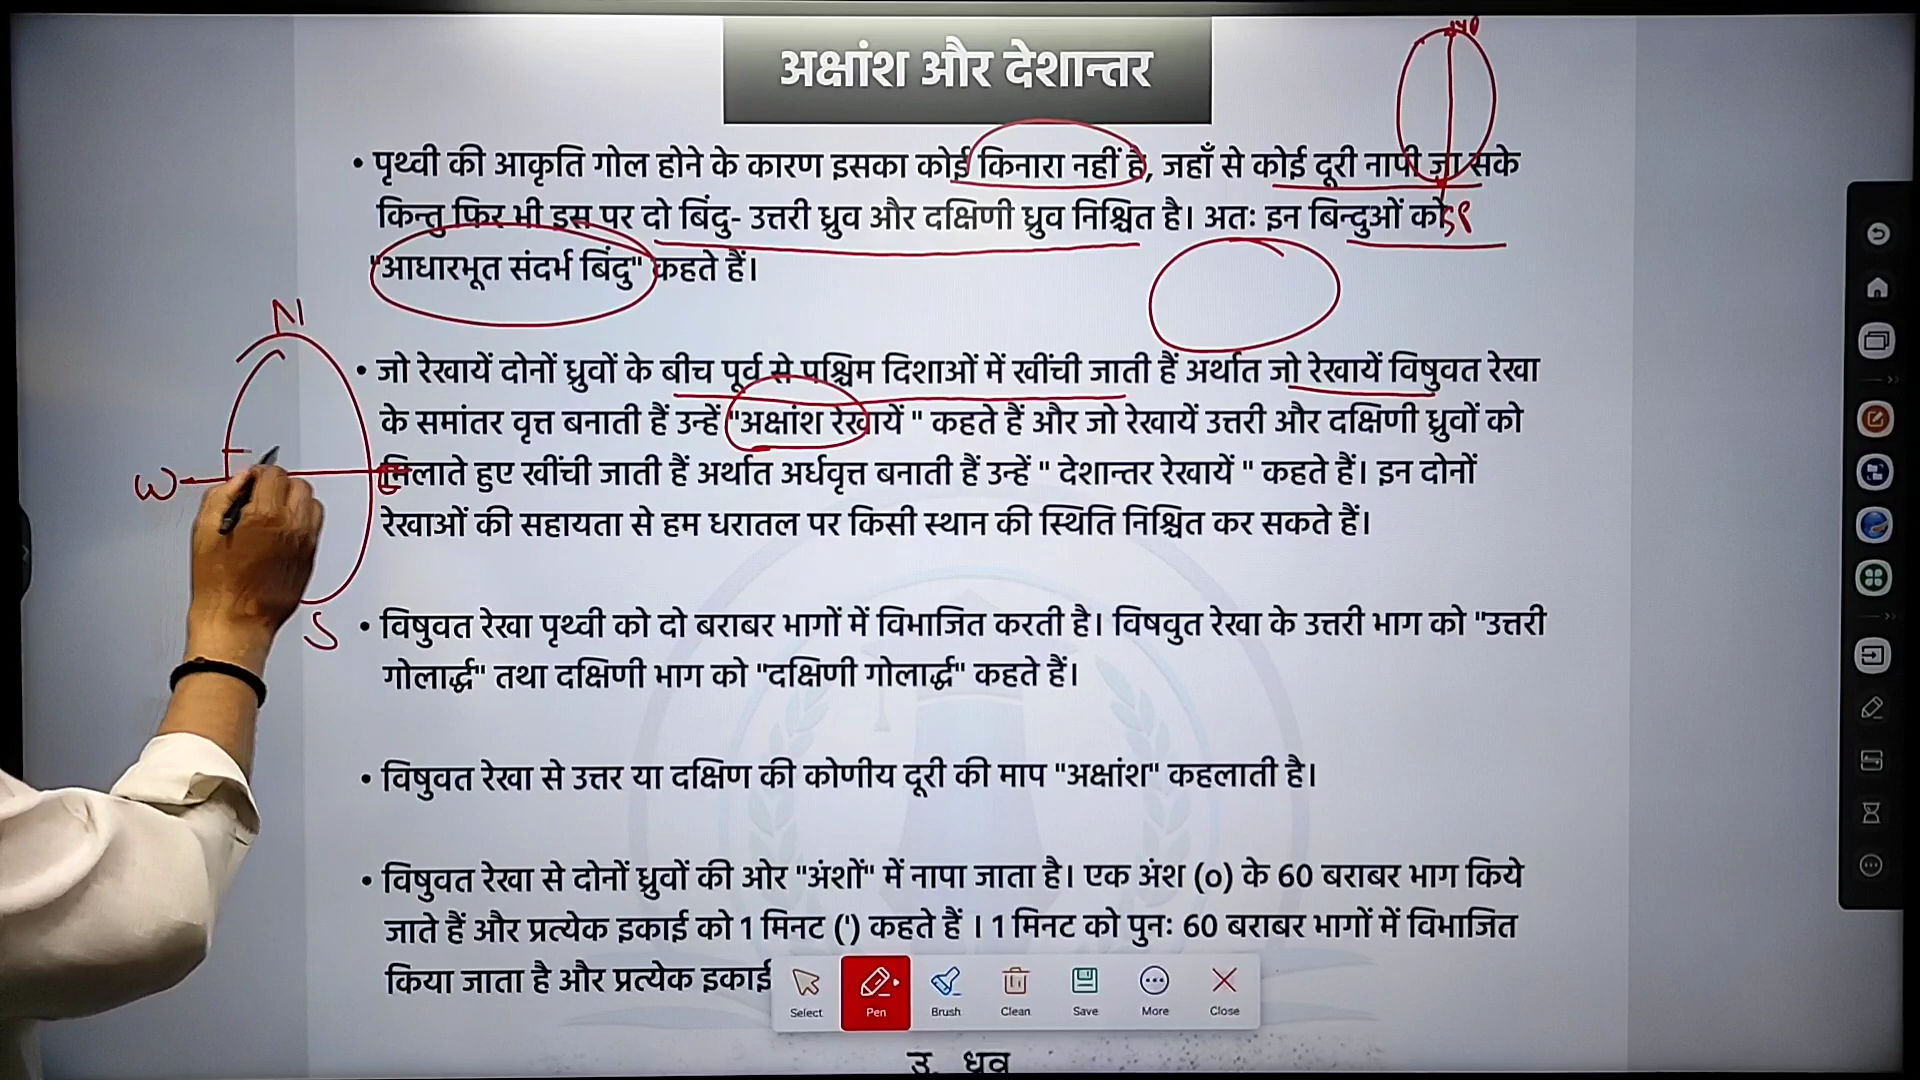 अक्षांश और देशान्तर
• पृथ्वी की आकृति गोल होने के कारण इसका कोई किनारा नहीं है, जहाँ से कोई दूरी नापी जा सके
किन्तु फिर भी इस पर दो बिंदु- उत्तरी ध्रुव और दक्षिणी ध्रुव निश्चित है। अतः इन बिन्दुओं को
"आधारभूत संदर्भ बिंदु" कहते हैं।
N
• जो रेखायें दोनों ध्रुवों के बीच पूर्व से पश्चिम दिशाओं में खींची जाती हैं अर्थात जो रेखायें विषुवत रेखा
के समांतर वृत्त बनाती हैं उन्हें "अक्षांश रेखायें " कहते हैं और जो रेखायें उत्तरी और दक्षिणी ध्रुवों को
W E
मिलाते हुए खींची जाती हैं अर्थात अर्धवृत्त बनाती हैं उन्हें " देशान्तर रेखायें " कहते हैं। इन दोनों
रेखाओं की सहायता से हम धरातल पर किसी स्थान की स्थिति निश्चित कर सकते हैं।
S
• विषुवत रेखा पृथ्वी को दो बराबर भागों में विभाजित करती है। विषवुत रेखा के उत्तरी भाग को "उत्तरी
गोलार्द्ध" तथा दक्षिणी भाग को "दक्षिणी गोलार्द्ध" कहते हैं।
• विषुवत रेखा से उत्तर या दक्षिण की कोणीय दूरी की माप "अक्षांश" कहलाती है।
• विषुवत रेखा से दोनों ध्रुवों की ओर "अंशों" में नापा जाता है। एक अंश (o) के 60 बराबर भाग किये
जाते हैं और प्रत्येक इकाई को 1 मिनट (') कहते हैं । 1 मिनट को पुनः 60 बराबर भागों में विभाजित
किया जाता है और प्रत्येक इकाई
Select Pen Brush Clean Save More Close
उ. ध्रुव